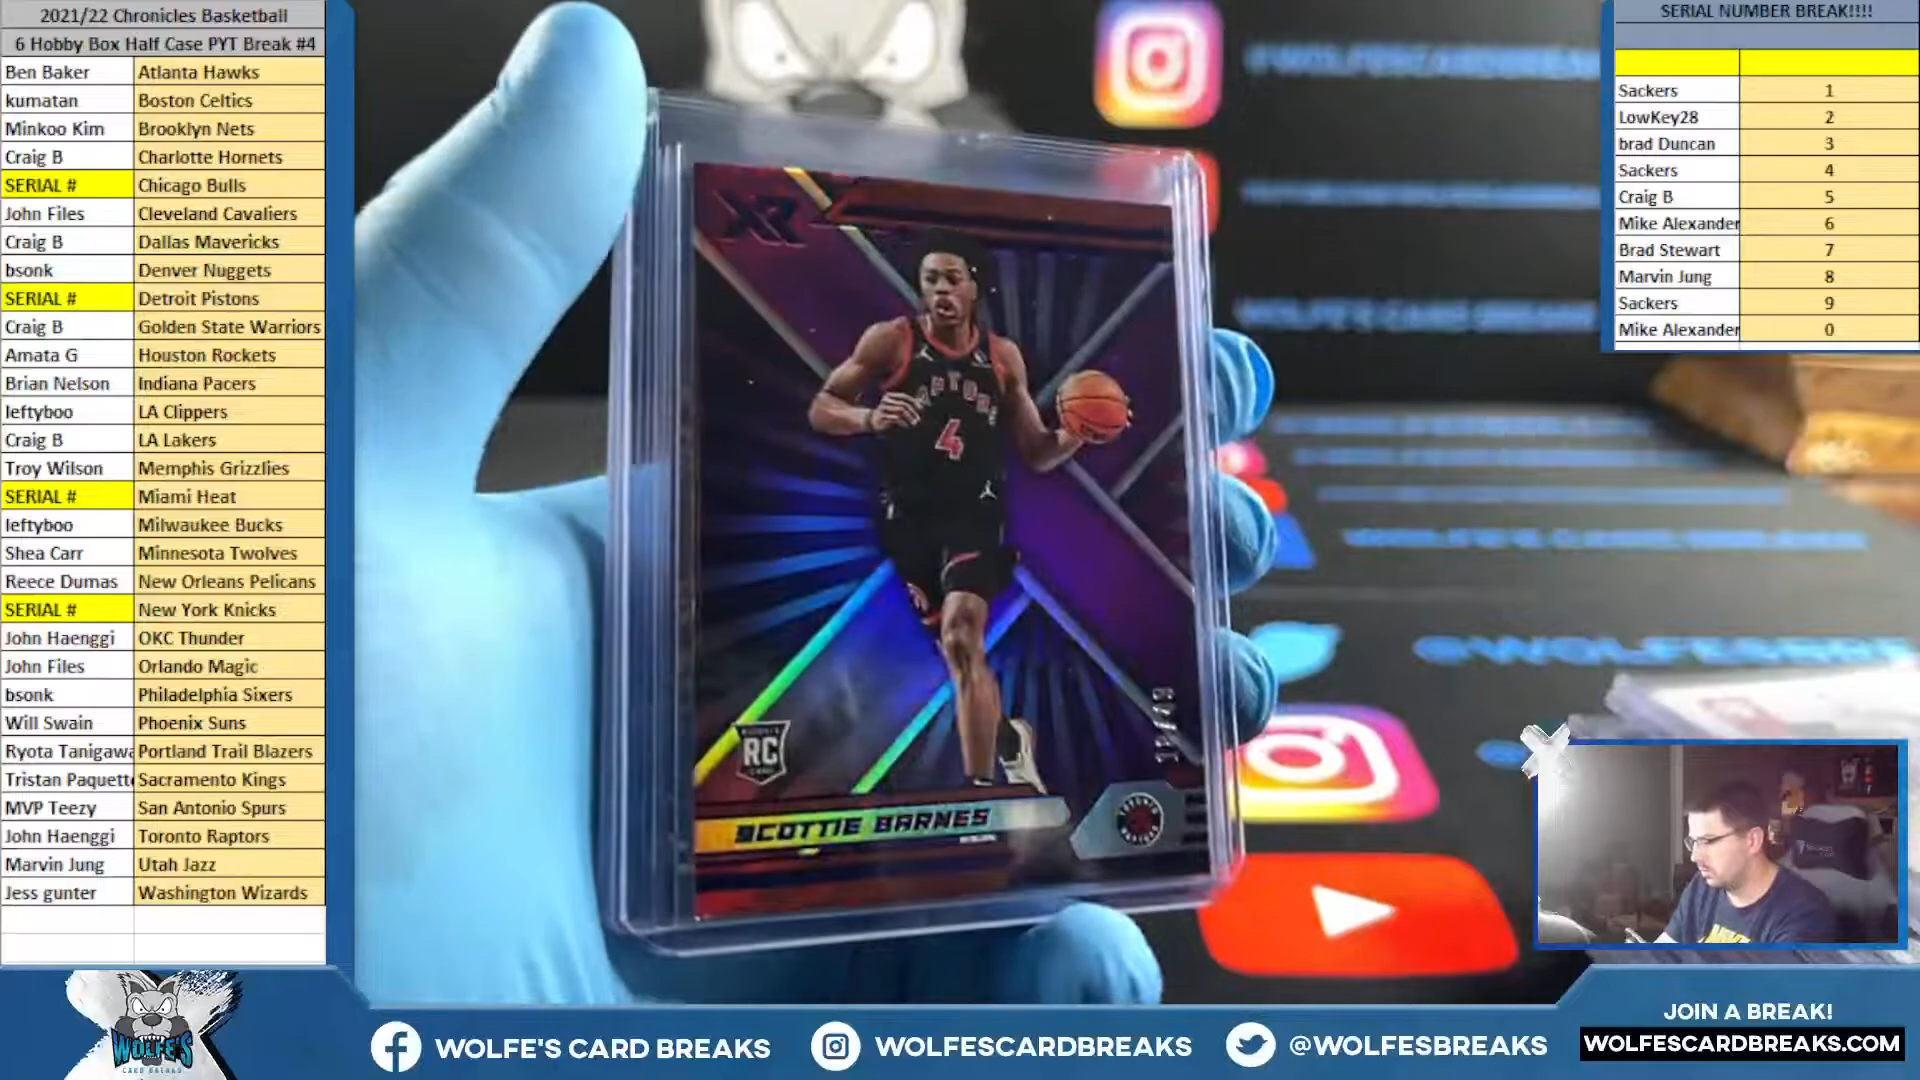 2021/22 Chronicles Basketball
6 Hobby Box Half Case PYT Break #4
Ben Baker Atlanta Hawks
kumatan Boston Celtics
Minkoo Kim Brooklyn Nets
Craig B Charlotte Hornets
SERIAL # Chicago Bulls
John Files Cleveland Cavaliers
Craig B Dallas Mavericks
bsonk Denver Nuggets
SERIAL # Detroit Pistons
Craig B Golden State Warriors
Amata G Houston Rockets
Brian Nelson Indiana Pacers
leftyboo LA Clippers
Craig B LA Lakers
Troy Wilson Memphis Grizzlies
SERIAL # Miami Heat
leftyboo Milwaukee Bucks
Shea Carr Minnesota Twolves
Reece Dumas New Orleans Pelicans
SERIAL # New York Knicks
John Haenggi OKC Thunder
John Files Orlando Magic
bsonk Philadelphia Sixers
Will Swain Phoenix Suns
Ryota Tanigawa Portland Trail Blazers
Tristan Paquette Sacramento Kings
MVP Teezy San Antonio Spurs
John Haenggi Toronto Raptors
Marvin Jung Utah Jazz
Jess gunter Washington Wizards
XR
4
RC
SCOTTIE BARNES
SERIAL NUMBER BREAK!!!!
Sackers 1
LowKey28 2
brad Duncan 3
Sackers 4
Craig B 5
Mike Alexander 6
Brad Stewart 7
Marvin Jung 8
Sackers 9
Mike Alexander 0
WOLFE'S
CARD BREAKS
WOLFE'S CARD BREAKS
WOLFESCARDBREAKS
@WOLFESBREAKS
JOIN A BREAK!
WOLFESCARDBREAKS.COM